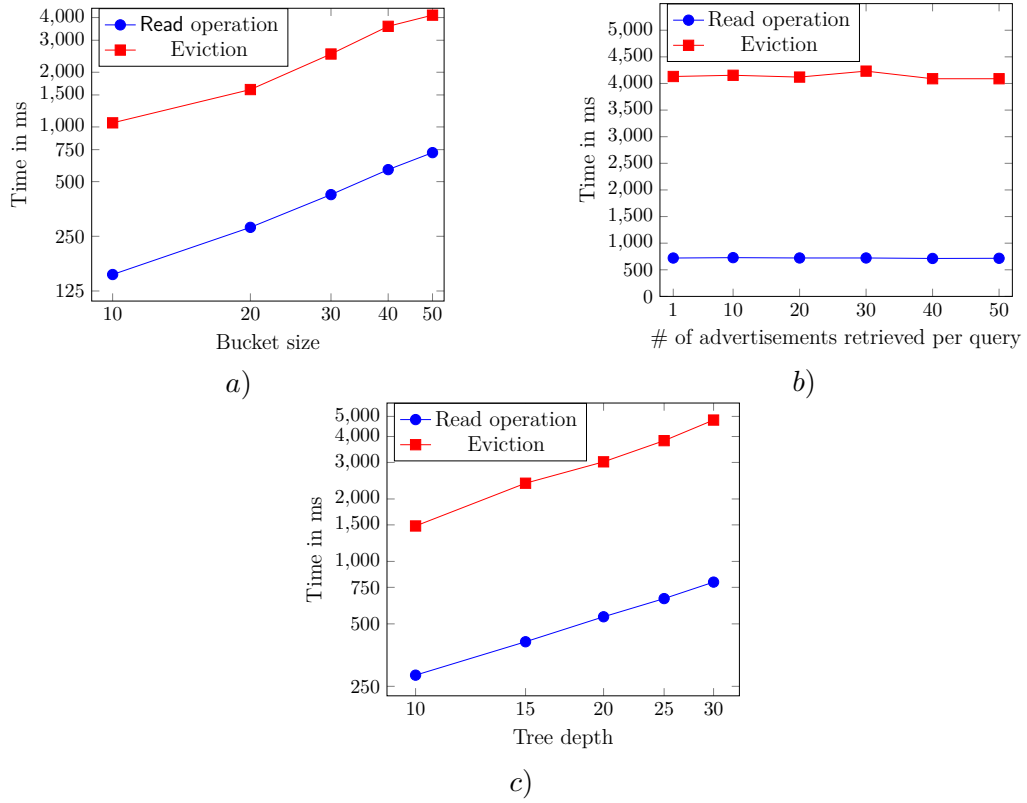 4,000
3,000
2,000
1,500
1,000
750
500
250
125
Time in ms
Read operation
Eviction
10 20 30 40 50
Bucket size
a)
5,000
4,500
4,000
3,500
3,000
2,500
2,000
1,500
1,000
500
0
Time in ms
Read operation
Eviction
1 10 20 30 40 50
# of advertisements retrieved per query
b)
5,000
4,000
3,000
2,000
1,500
1,000
750
500
250
Time in ms
Read operation
Eviction
10 15 20 25 30
Tree depth
c)